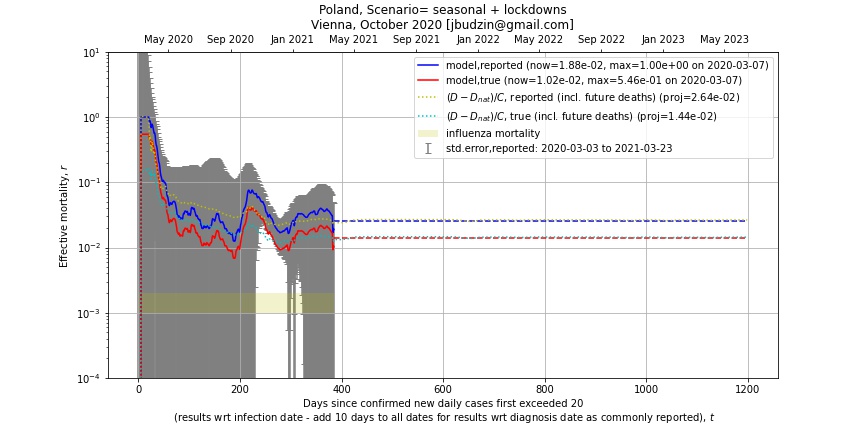 Poland, Scenario= seasonal + lockdowns
Vienna, October 2020 [jbudzin@gmail.com]
May 2020 Sep 2020 Jan 2021 May 2021 Sep 2021 Jan 2022 May 2022 Sep 2022 Jan 2023 May 2023
model,reported (now=1.88e-02, max=1.00e+00 on 2020-03-07)
model,true (now=1.02e-02, max=5.46e-01 on 2020-03-07)
(D − D_nat)/C, reported (incl. future deaths) (proj=2.64e-02)
(D − D_nat)/C, true (incl. future deaths) (proj=1.44e-02)
influenza mortality
std.error,reported: 2020-03-03 to 2021-03-23
Effective mortality, r
10^1
10^0
10^−1
10^−2
10^−3
10^−4
0 200 400 600 800 1000 1200
Days since confirmed new daily cases first exceeded 20
(results wrt infection date - add 10 days to all dates for results wrt diagnosis date as commonly reported), t